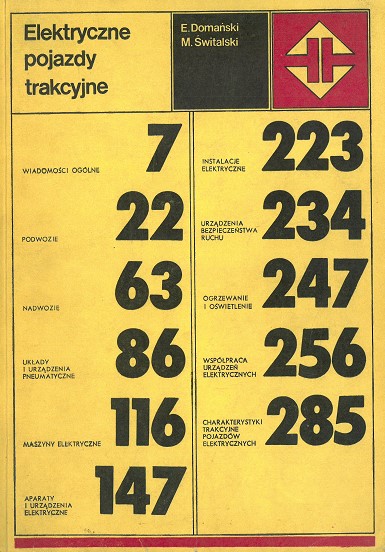 Elektryczne
pojazdy
trakcyjne
E. Domański
M. Świtalski
WIADOMOŚCI OGÓLNE
7
PODWOZIE
22
NADWOZIE
63
UKŁADY
I URZĄDZENIA
PNEUMATYCZNE
86
MASZYNY ELEKTRYCZNE
116
APARATY
I URZĄDZENIA
ELEKTRYCZNE
147
INSTALACJE
ELEKTRYCZNE
223
URZĄDZENIA
BEZPIECZEŃSTWA
RUCHU
234
OGRZEWANIE
I OŚWIETLENIE
247
WSPÓŁPRACA
URZĄDZEŃ
ELEKTRYCZNYCH
256
CHARAKTERYSTYKI
TRAKCYJNE
POJAZDÓW
ELEKTRYCZNYCH
285